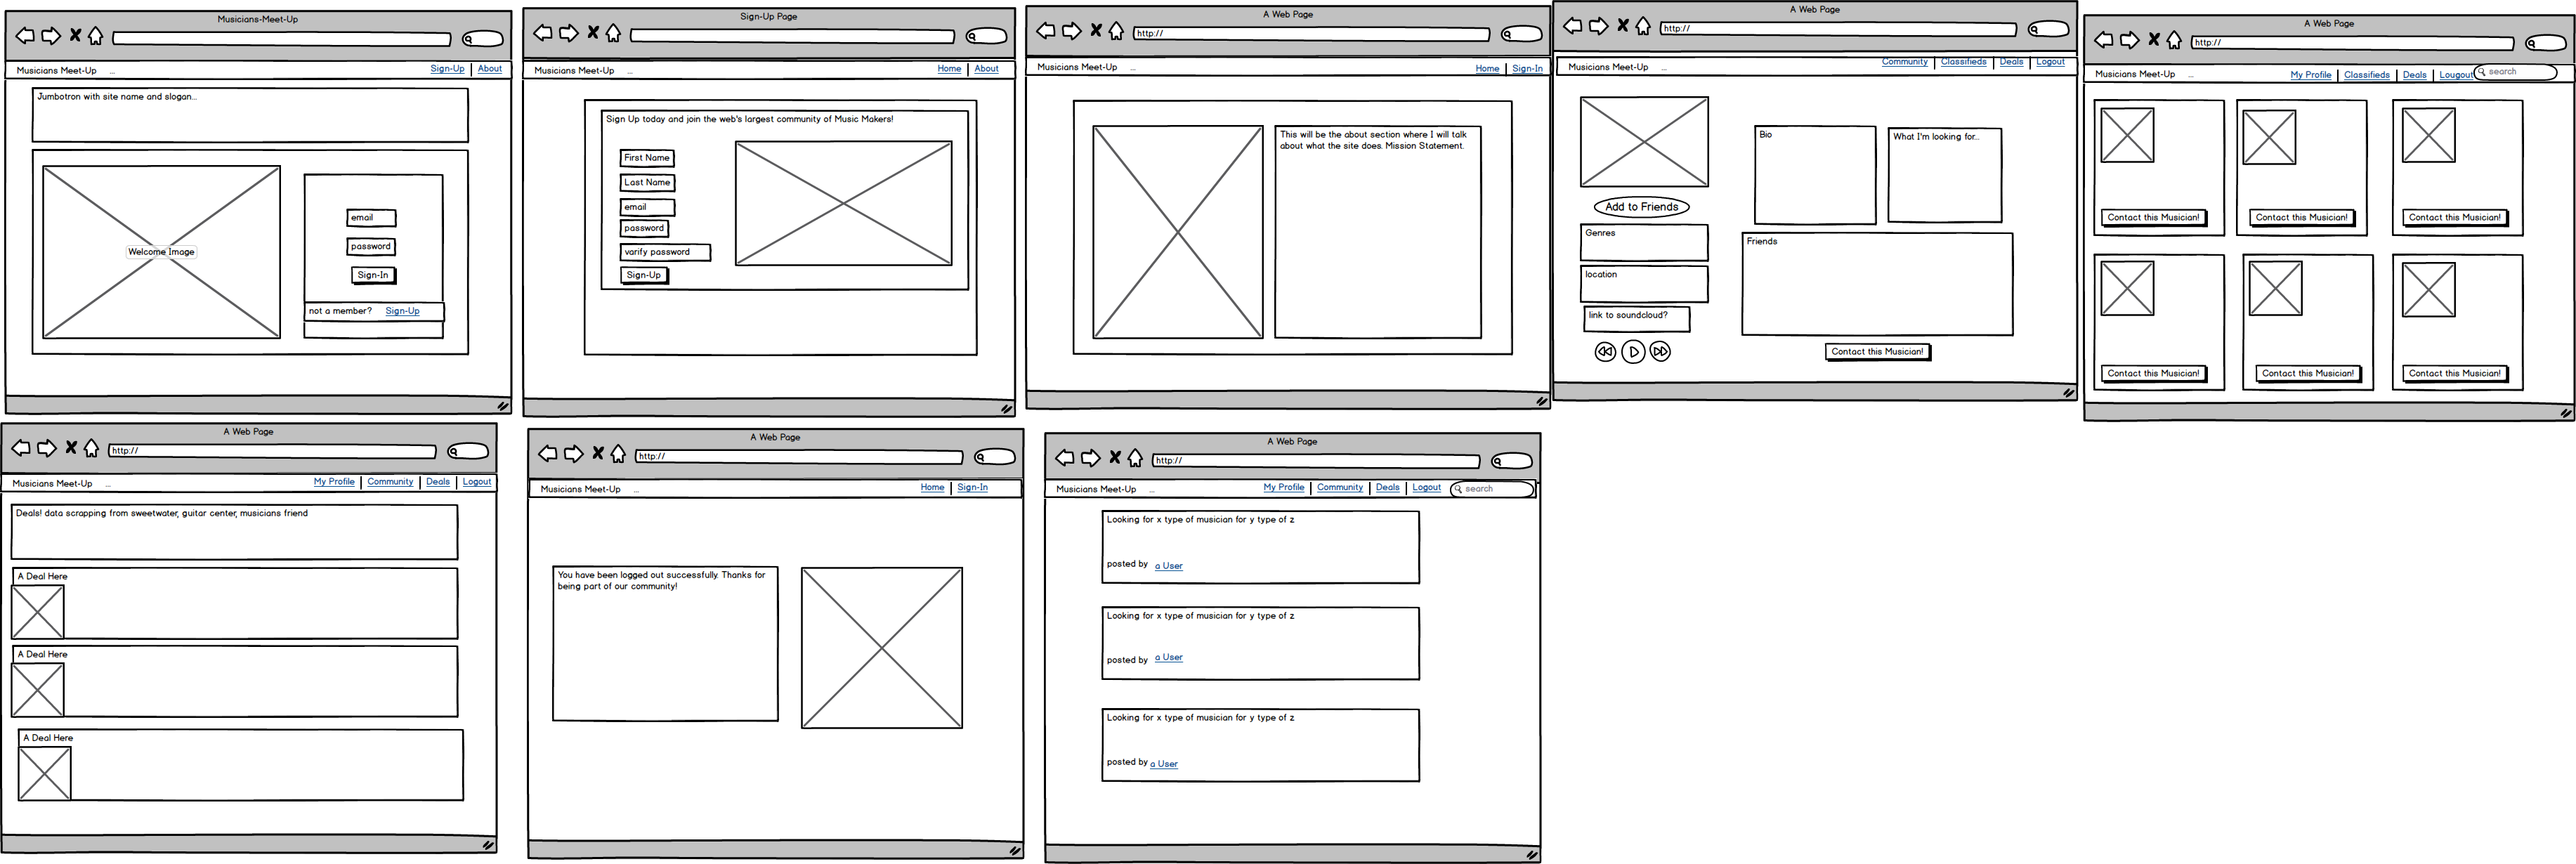 Musicians-Meet-Up
Musicians Meet-Up ... Sign-Up About
Jumbotron with site name and slogan...
Welcome Image
email
password
Sign-In
not a member? Sign-Up
Sign-Up Page
Musicians Meet-Up ... Home About
Sign Up today and join the web's largest community of Music Makers!
First Name
Last Name
email
password
varify password
Sign-Up
A Web Page
http://
Musicians Meet-Up ... Home Sign-In
This will be the about section where I will talk
about what the site does. Mission Statement.
A Web Page
http://
Musicians Meet-Up ... Community Classifieds Deals Logout
Add to Friends
Genres
location
link to soundcloud?
Bio
What I'm looking for...
Friends
Contact this Musician!
A Web Page
http://
Musicians Meet-Up ... My Profile Classifieds Deals Lougout search
Contact this Musician! Contact this Musician! Contact this Musician!
Contact this Musician! Contact this Musician! Contact this Musician!
A Web Page
http://
Musicians Meet-Up ... My Profile Community Deals Logout
Deals! data scrapping from sweetwater, guitar center, musicians friend
A Deal Here
A Deal Here
A Deal Here
A Web Page
http://
Musicians Meet-Up ... Home Sign-In
You have been logged out successfully. Thanks for
being part of our community!
A Web Page
http://
Musicians Meet-Up ... My Profile Community Deals Logout search
Looking for x type of musician for y type of z
posted by a User
Looking for x type of musician for y type of z
posted by a User
Looking for x type of musician for y type of z
posted by a User